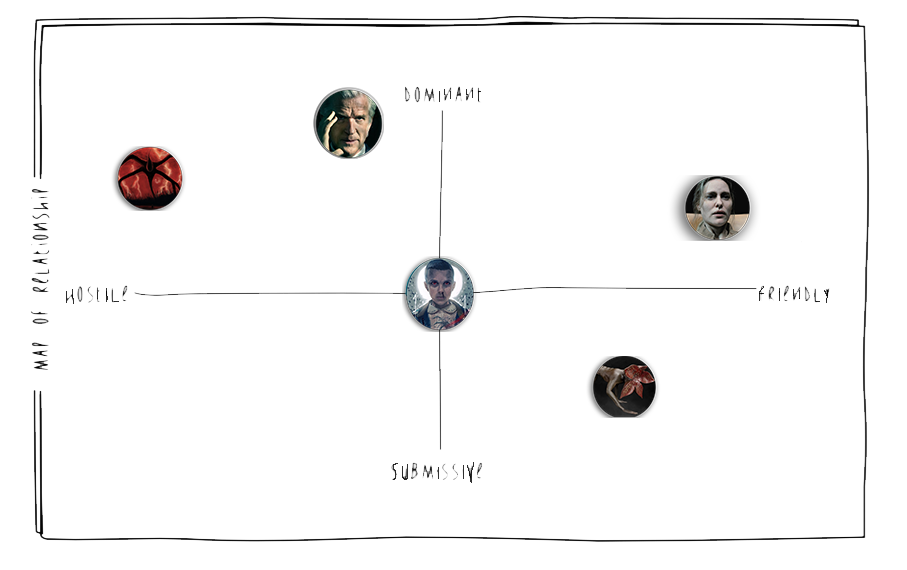 DOMINANT
MAP OF RELATIONSHIP
HOSTILE
FRIENDLY
SUBMISSIVE